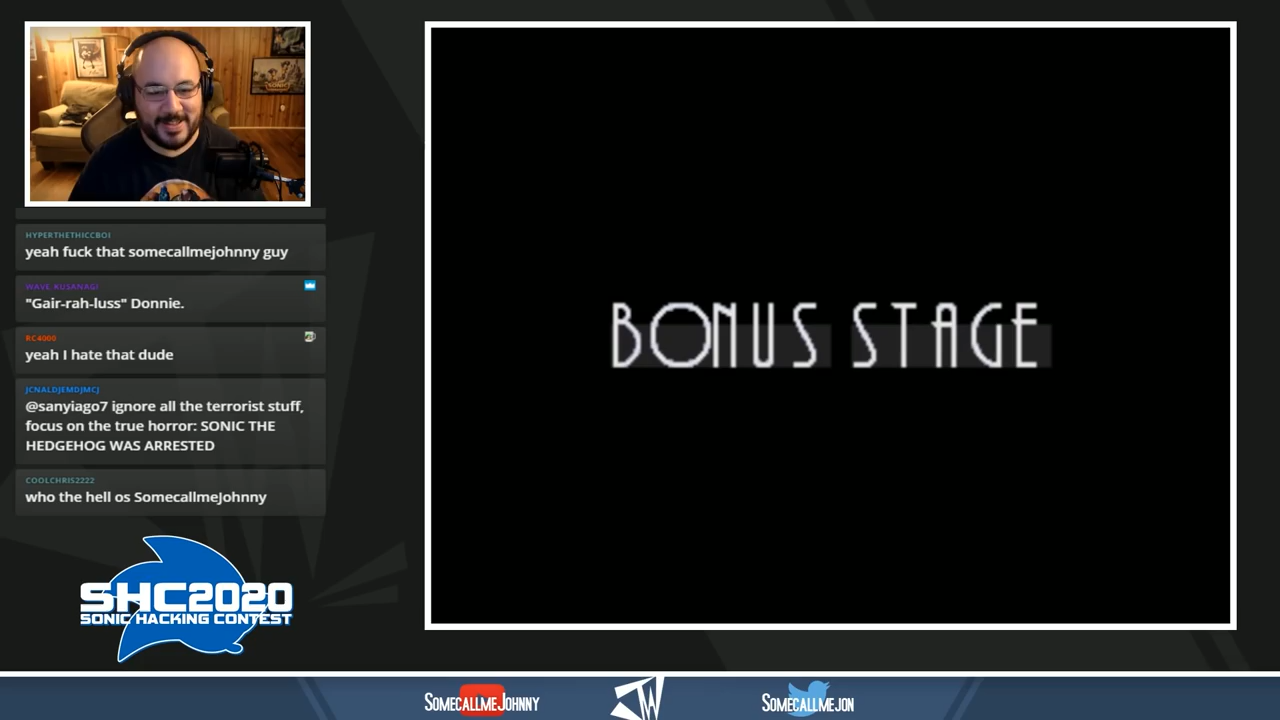 SONIC
HYPERTHETHICCBOI
yeah fuck that somecallmejohnny guy
WAVE KUSANAGI
"Gair-rah-luss" Donnie.
RC4000
yeah I hate that dude
JCNALDJEMDJMCJ
@sanyiago7 ignore all the terrorist stuff,
focus on the true horror: SONIC THE
HEDGEHOG WAS ARRESTED
COOLCHRIS2222
who the hell os SomecallmeJohnny
SHC2020
SONIC HACKING CONTEST
BONUS STAGE
SOMECALLMEJOHNNY
SOMECALLMEJON